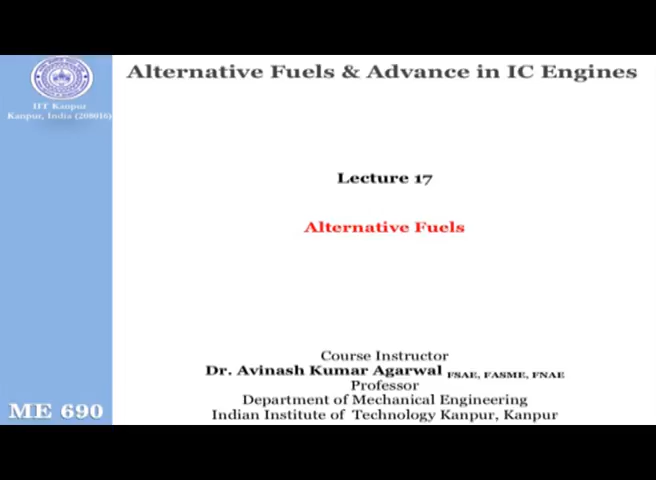 Alternative Fuels & Advance in IC Engines
IIT Kanpur
Kanpur, India (208016)
Lecture 17
Alternative Fuels
Course Instructor
Dr. Avinash Kumar Agarwal FSAE, FASME, FNAE
Professor
Department of Mechanical Engineering
Indian Institute of Technology Kanpur, Kanpur
ME 690